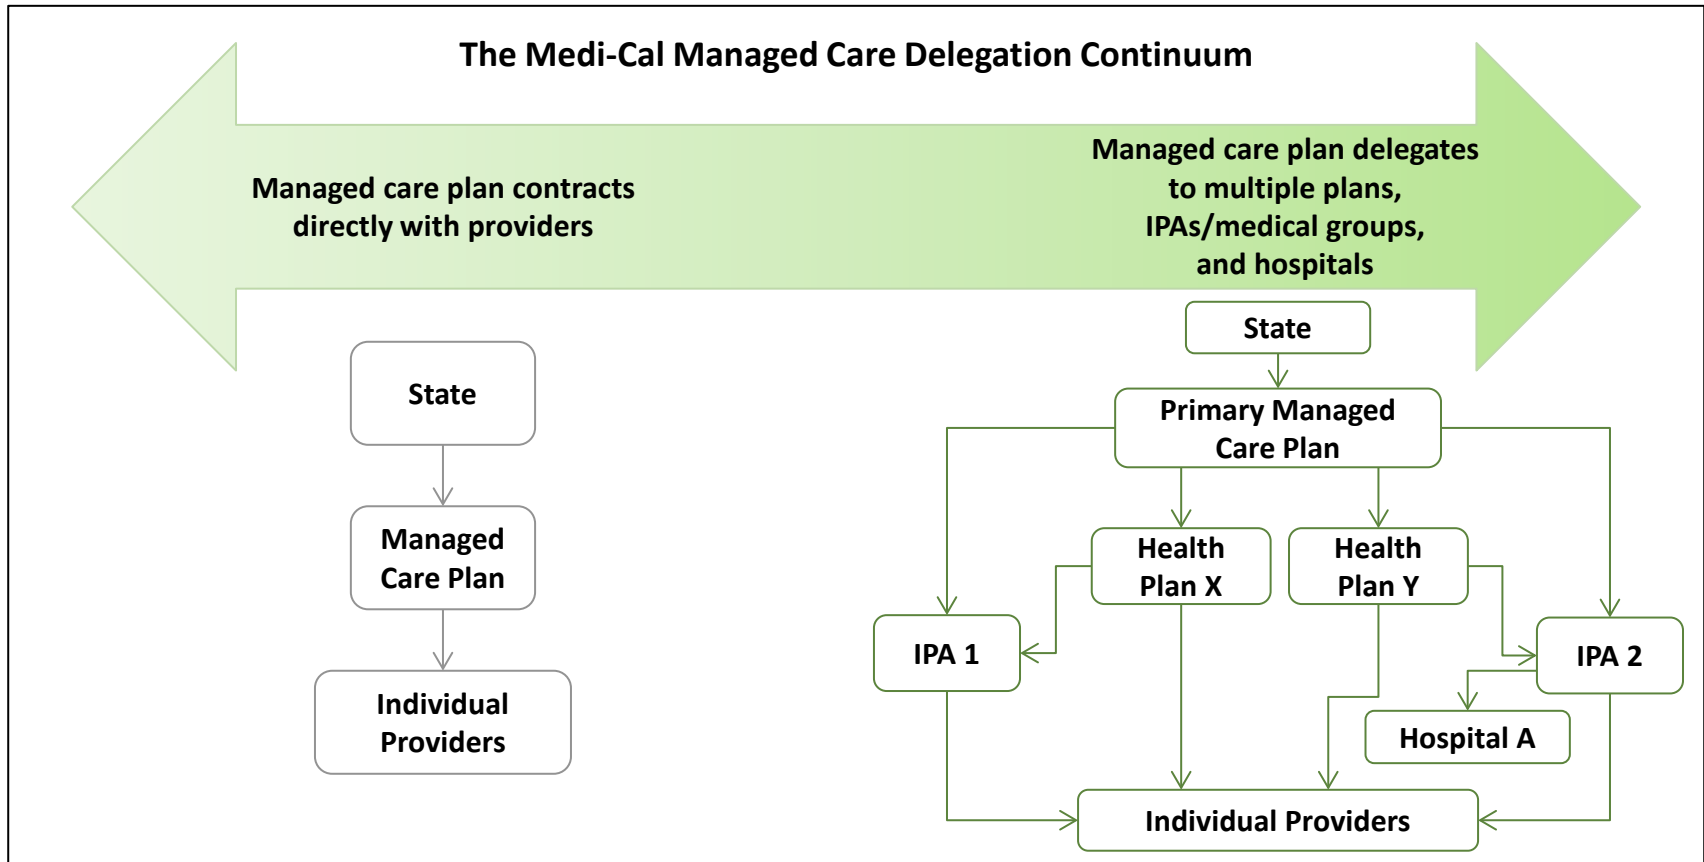 The Medi-Cal Managed Care Delegation Continuum
Managed care plan contracts
directly with providers
Managed care plan delegates
to multiple plans,
IPAs/medical groups,
and hospitals
State
Managed
Care Plan
Individual
Providers
State
Primary Managed
Care Plan
Health
Plan X
Health
Plan Y
IPA 1
IPA 2
Hospital A
Individual Providers